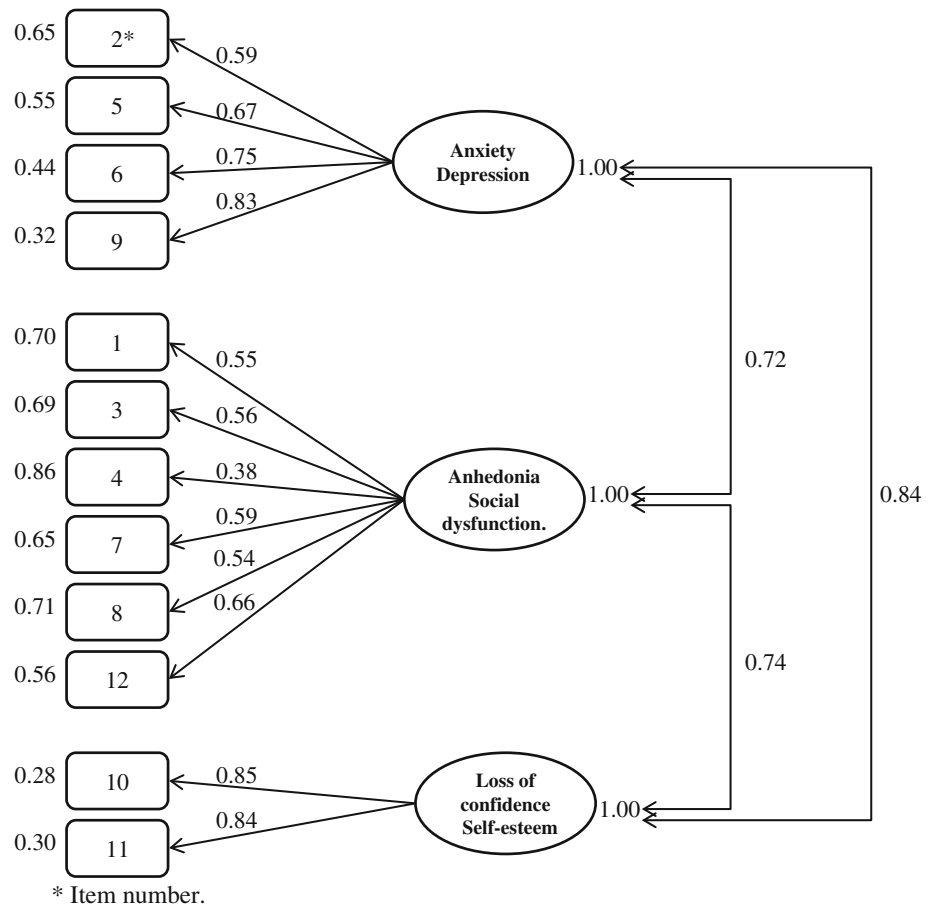 0.65 2* 0.59
0.55 5 0.67
0.44 6 0.75
0.32 9 0.83
Anxiety
Depression
1.00
0.70 1 0.55
0.69 3 0.56
0.86 4 0.38
0.65 7 0.59
0.71 8 0.54
0.56 12 0.66
Anhedonia
Social
dysfunction.
1.00
0.72
0.84
0.74
0.28 10 0.85
0.30 11 0.84
Loss of
confidence
Self-esteem
1.00
* Item number.